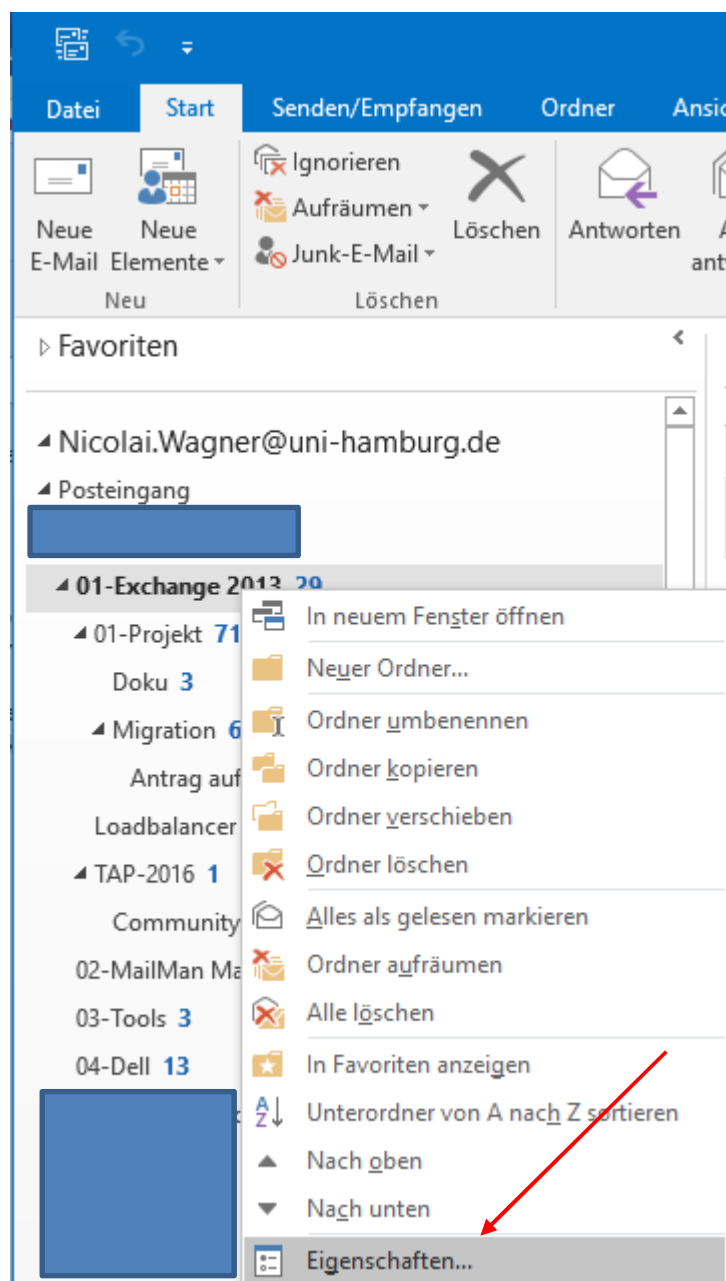 Datei Start Senden/Empfangen Ordner
Ignorieren
Aufräumen
Junk-E-Mail
Neue E-Mail
Neue Elemente
Löschen
Antworten
Neu
Löschen
Favoriten
Nicolai.Wagner@uni-hamburg.de
Posteingang
01-Exchange 2013 29
01-Projekt 71
Doku 3
Migration 6
Antrag auf
Loadbalancer
TAP-2016 1
Community
02-MailMan
03-Tools 3
04-Dell 13
In neuem Fenster öffnen
Neuer Ordner...
Ordner umbenennen
Ordner kopieren
Ordner verschieben
Ordner löschen
Alles als gelesen markieren
Ordner aufräumen
Alle löschen
In Favoriten anzeigen
Unterordner von A nach Z sortieren
Nach oben
Nach unten
Eigenschaften...